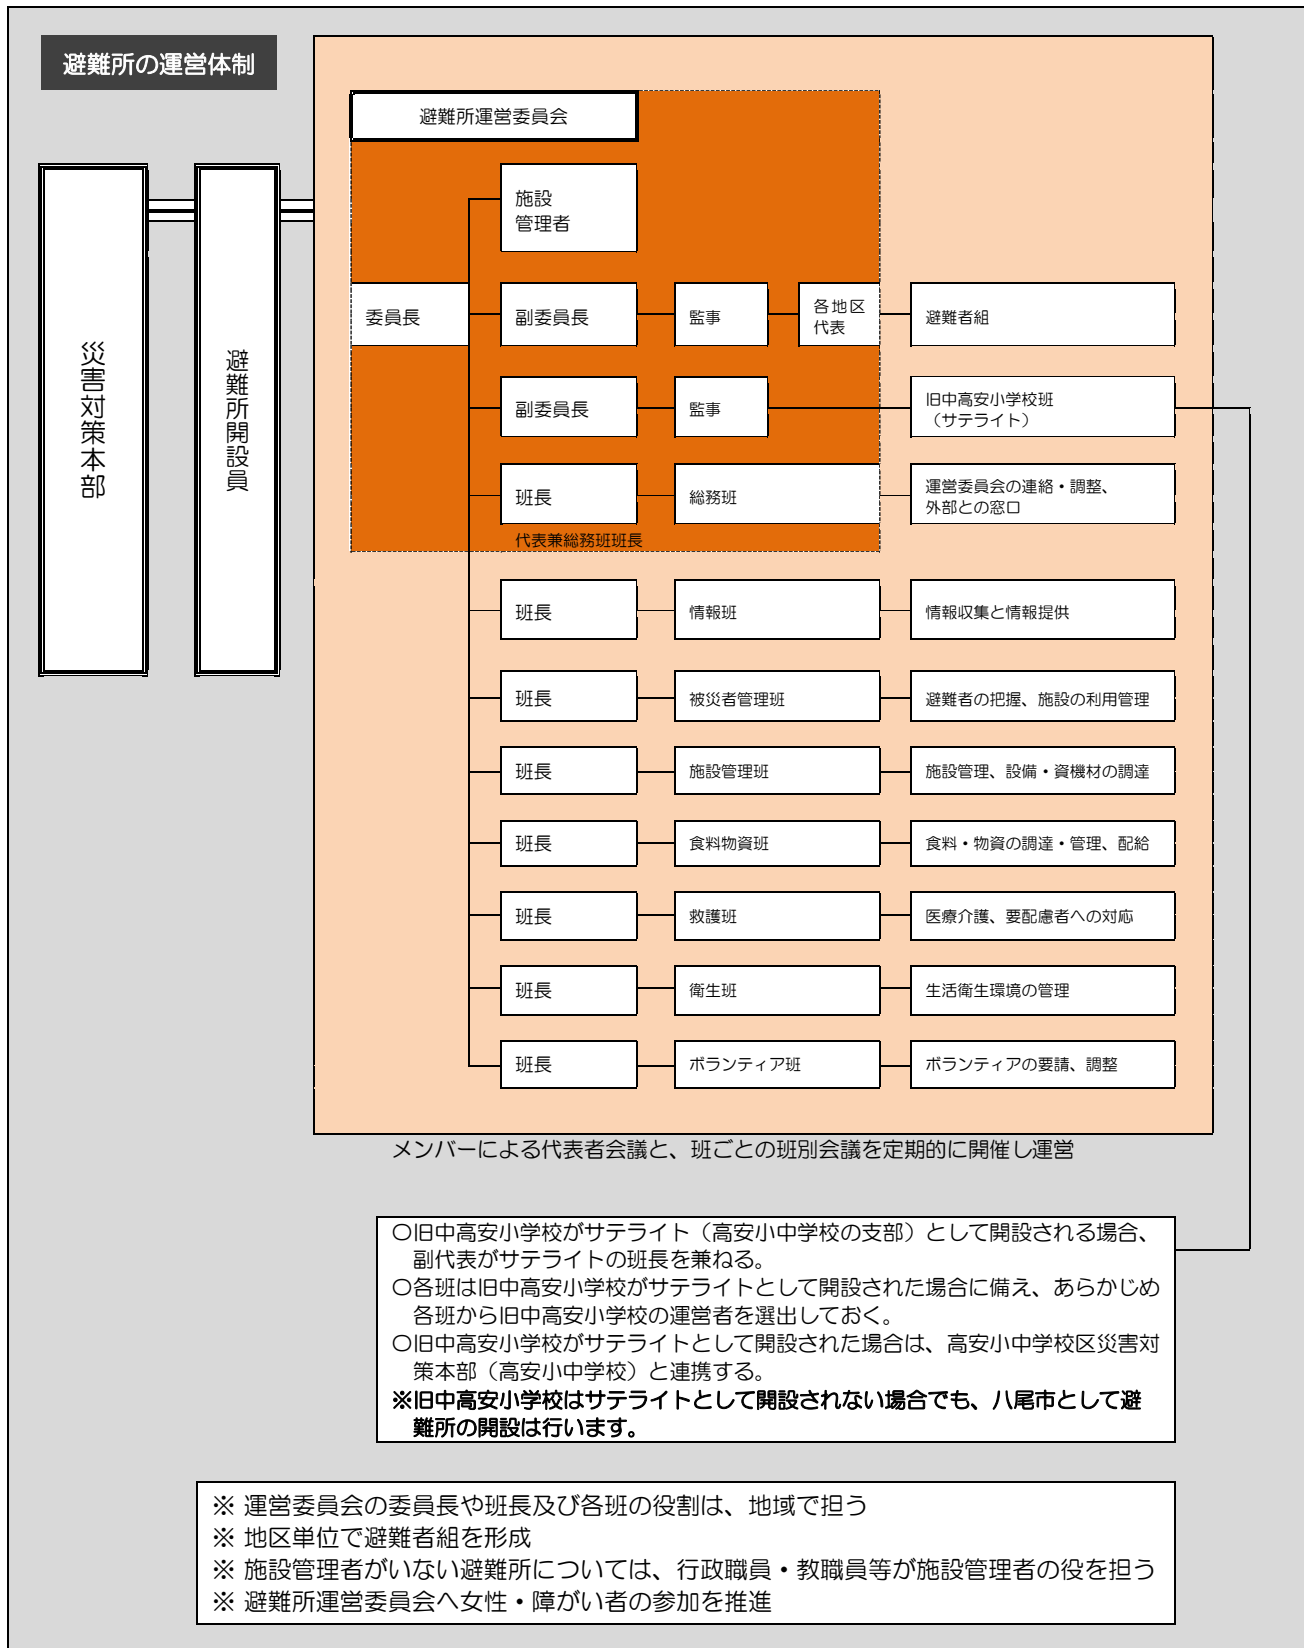 避難所の運営体制
災害対策本部
避難所開設員
避難所運営委員会
施設
管理者
委員長
副委員長
監事
各地区
代表
避難者組
副委員長
監事
旧中高安小学校班
（サテライト）
班長
総務班
運営委員会の連絡・調整、
外部との窓口
代表兼総務班班長
班長
情報班
情報収集と情報提供
班長
被災者管理班
避難者の把握、施設の利用管理
班長
施設管理班
施設管理、設備・資機材の調達
班長
食料物資班
食料・物資の調達・管理、配給
班長
救護班
医療介護、要配慮者への対応
班長
衛生班
生活衛生環境の管理
班長
ボランティア班
ボランティアの要請、調整
メンバーによる代表者会議と、班ごとの班別会議を定期的に開催し運営
〇旧中高安小学校がサテライト（高安小中学校の支部）として開設される場合、
副代表がサテライトの班長を兼ねる。
〇各班は旧中高安小学校がサテライトとして開設された場合に備え、あらかじめ
各班から旧中高安小学校の運営者を選出しておく。
〇旧中高安小学校がサテライトとして開設された場合は、高安小中学校区災害対
策本部（高安小中学校）と連携する。
※旧中高安小学校はサテライトとして開設されない場合でも、八尾市として避
難所の開設は行います。
※ 運営委員会の委員長や班長及び各班の役割は、地域で担う
※ 地区単位で避難者組を形成
※ 施設管理者がいない避難所については、行政職員・教職員等が施設管理者の役を担う
※ 避難所運営委員会へ女性・障がい者の参加を推進